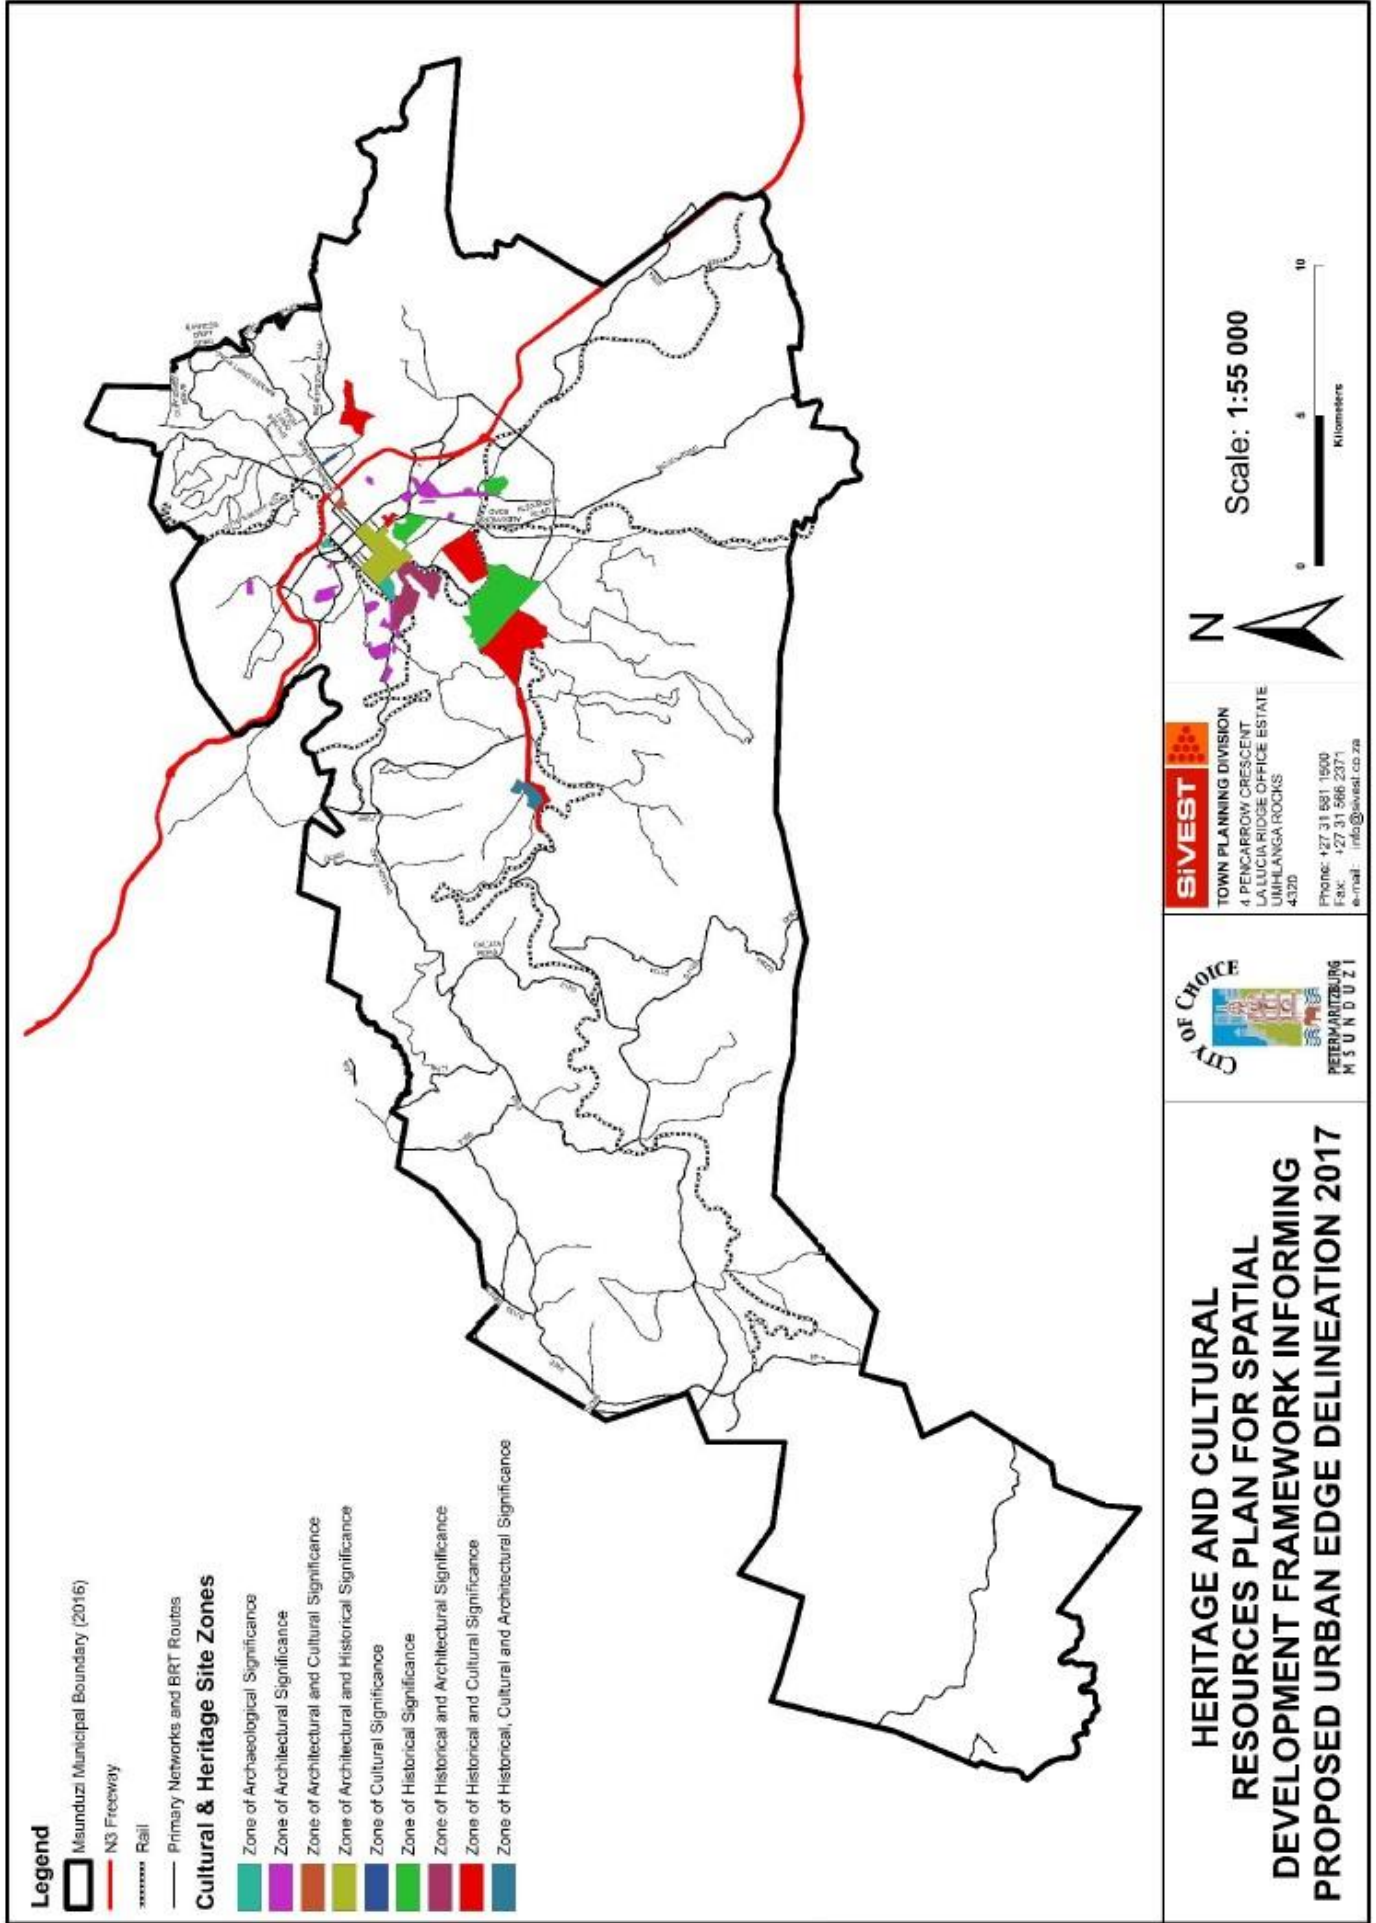 Legend
Msunduzi Municipal Boundary (2016)
N3 Freeway
Rail
Primary Networks and BRT Routes
Cultural & Heritage Site Zones
Zone of Archaeological Significance
Zone of Architectural Significance
Zone of Architectural and Cultural Significance
Zone of Architectural and Historical Significance
Zone of Cultural Significance
Zone of Historical Significance
Zone of Historical and Architectural Significance
Zone of Historical and Cultural Significance
Zone of Historical, Cultural and Architectural Significance
HERITAGE AND CULTURAL
RESOURCES PLAN FOR SPATIAL
DEVELOPMENT FRAMEWORK INFORMING
PROPOSED URBAN EDGE DELINEATION 2017
CITY OF CHOICE
PIETERMARITZBURG
MSUNDUZI
SiVEST
TOWN PLANNING DIVISION
4 PENCARROW CRESCENT
LA LUCIA RIDGE OFFICE ESTATE
UMHLANGA ROCKS
4320
Phone: +27 31 581 1500
Fax: +27 31 566 2371
e-mail: info@sivest.co.za
N
Scale: 1:55 000
0 5 10
Kilometers